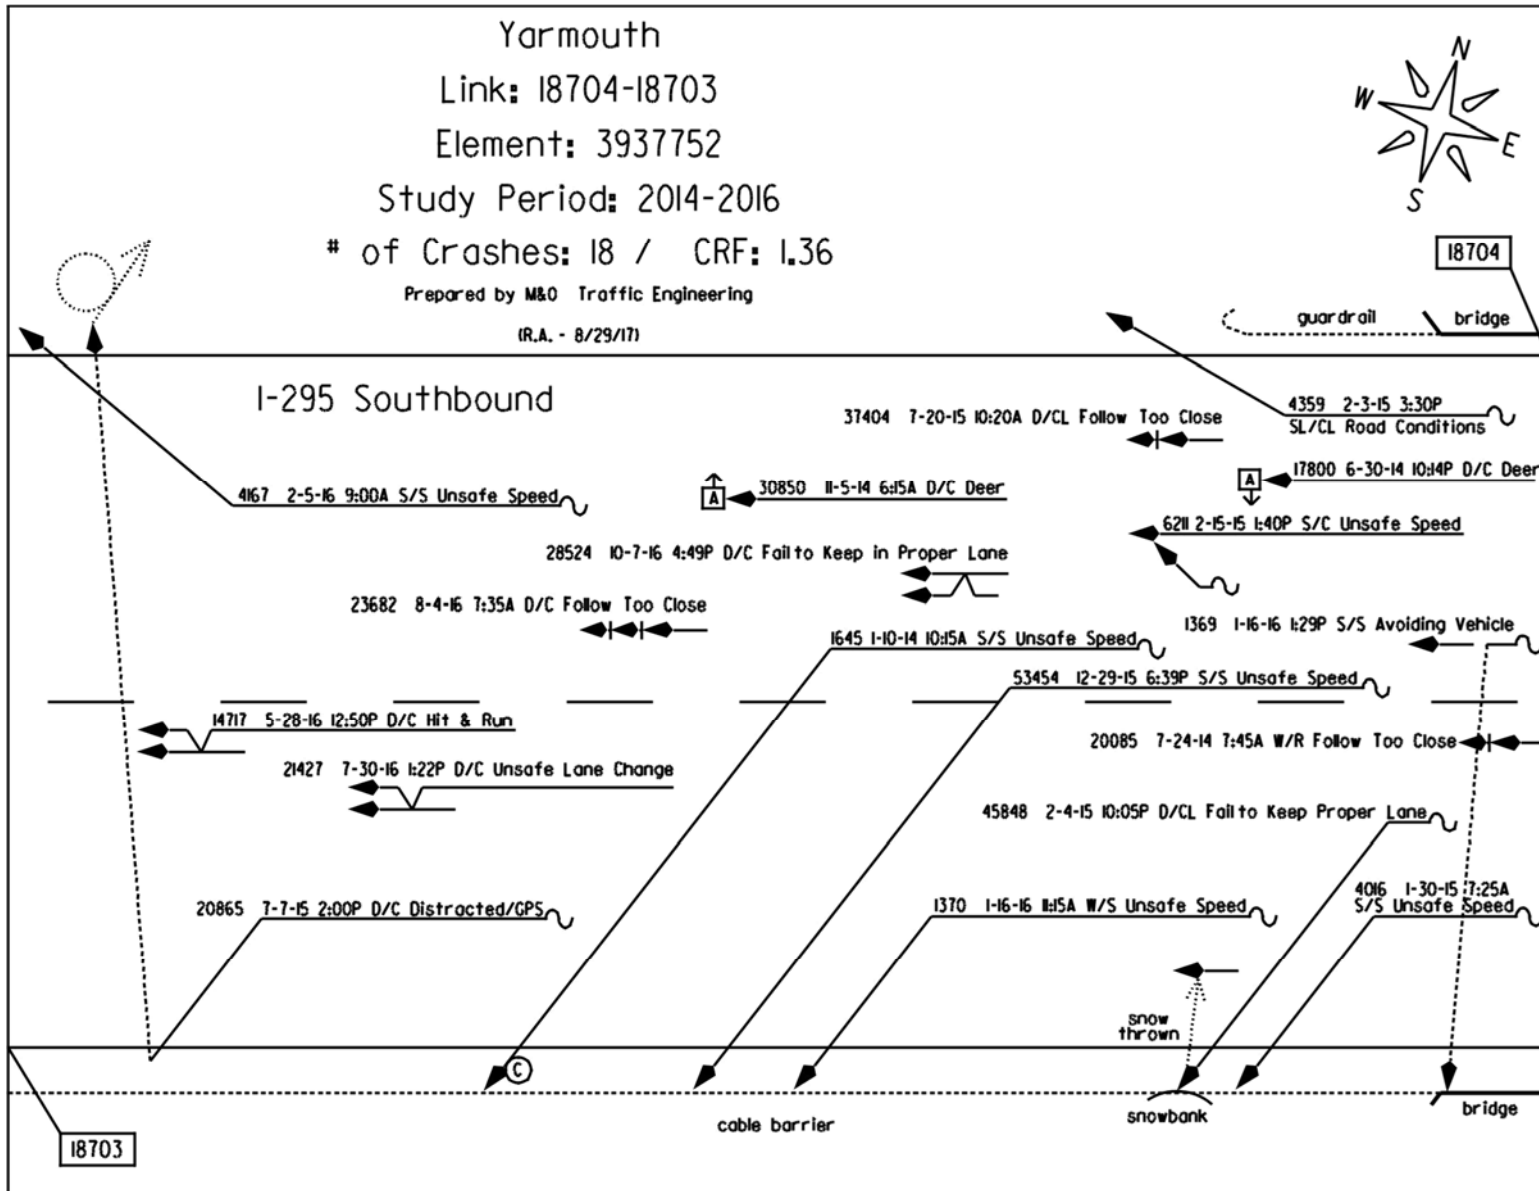 Yarmouth
Link: 18704-18703
Element: 3937752
Study Period: 2014-2016
# of Crashes: 18 / CRF: 1.36
Prepared by M&O Traffic Engineering
(R.A. - 8/29/17)
N
W
E
S
18704
guardrail
bridge
I-295 Southbound
4359 2-3-15 3:30P
SL/CL Road Conditions
37404 7-20-15 10:20A D/CL Follow Too Close
17800 6-30-14 10:14P D/C Deer
A
4167 2-5-16 9:00A S/S Unsafe Speed
A
30850 11-5-14 6:15A D/C Deer
6211 2-15-15 1:40P S/C Unsafe Speed
28524 10-7-16 4:49P D/C Fail to Keep in Proper Lane
23682 8-4-16 7:35A D/C Follow Too Close
1369 1-16-16 1:29P S/S Avoiding Vehicle
1645 1-10-14 10:15A S/S Unsafe Speed
53454 12-29-15 6:39P S/S Unsafe Speed
14717 5-28-16 12:50P D/C Hit & Run
20085 7-24-14 7:45A W/R Follow Too Close
21427 7-30-16 1:22P D/C Unsafe Lane Change
45848 2-4-15 10:05P D/CL Fail to Keep Proper Lane
20865 7-7-15 2:00P D/C Distracted/GPS
1370 1-16-16 11:15A W/S Unsafe Speed
4016 1-30-15 7:25A
S/S Unsafe Speed
snow
thrown
C
cable barrier
snowbank
bridge
18703